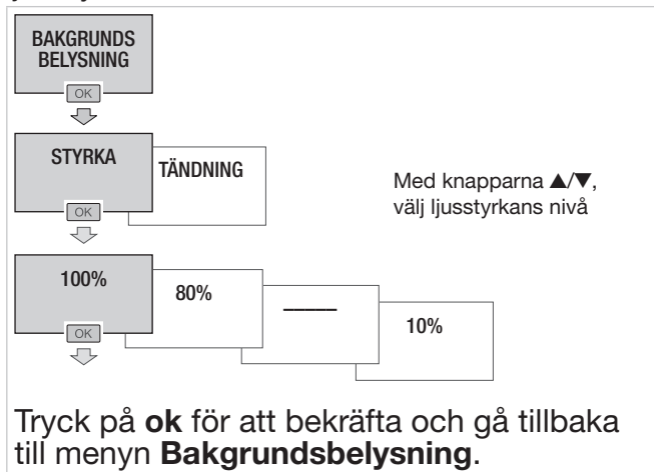 BAKGRUNDS
BELYSNING
OK
STYRKA
TÄNDNING
Med knapparna ▲/▼,
välj ljusstyrkans nivå
OK
100%
80%
_____
10%
OK
Tryck på ok för att bekräfta och gå tillbaka
till menyn Bakgrundsbelysning.